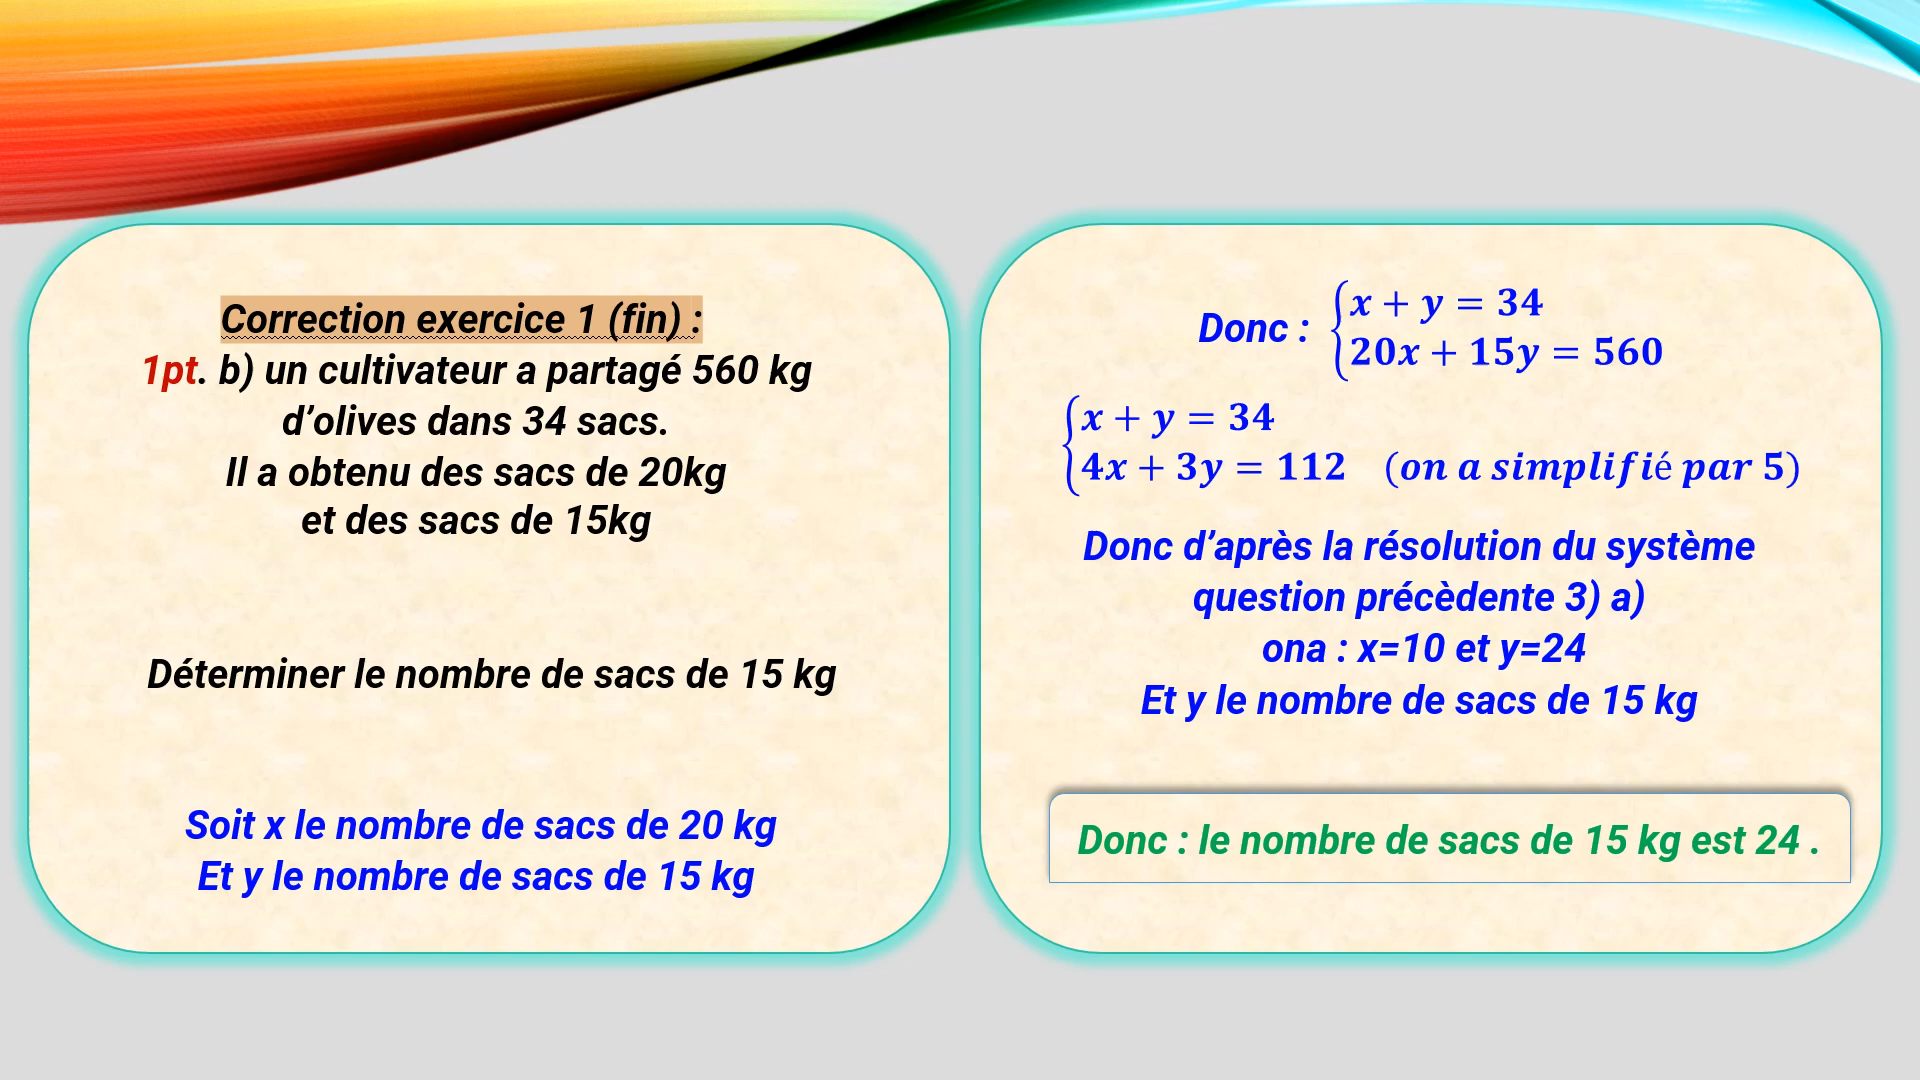 Correction exercice 1 (fin) :
1pt. b) un cultivateur a partagé 560 kg
d’olives dans 34 sacs.
Il a obtenu des sacs de 20kg
et des sacs de 15kg
Déterminer le nombre de sacs de 15 kg
Soit x le nombre de sacs de 20 kg
Et y le nombre de sacs de 15 kg
Donc : { x + y = 34
20x + 15y = 560
{ x + y = 34
4x + 3y = 112 (on a simplifié par 5)
Donc d’après la résolution du système
question précèdente 3) a)
ona : x=10 et y=24
Et y le nombre de sacs de 15 kg
Donc : le nombre de sacs de 15 kg est 24 .